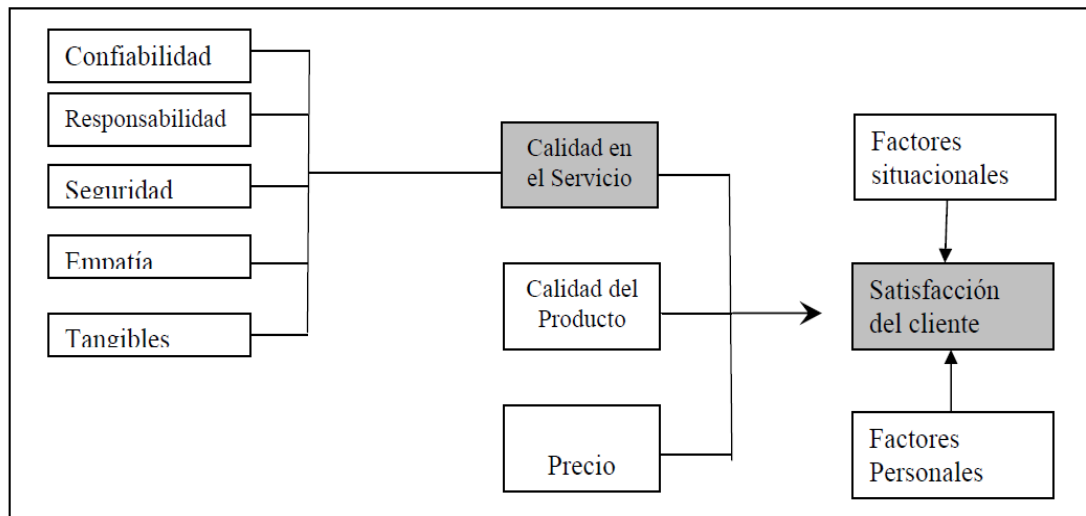 Confiabilidad
Responsabilidad
Seguridad
Empatía
Tangibles
Calidad en
el Servicio
Calidad del
Producto
Precio
Factores
situacionales
Satisfacción
del cliente
Factores
Personales